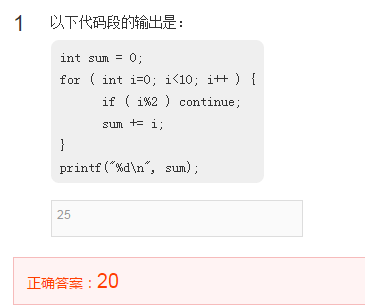 1 以下代码段的输出是：
int sum = 0;
for ( int i=0; i<10; i++ ) {
      if ( i%2 ) continue;
      sum += i;
}
printf("%d\n", sum);
25
正确答案：20